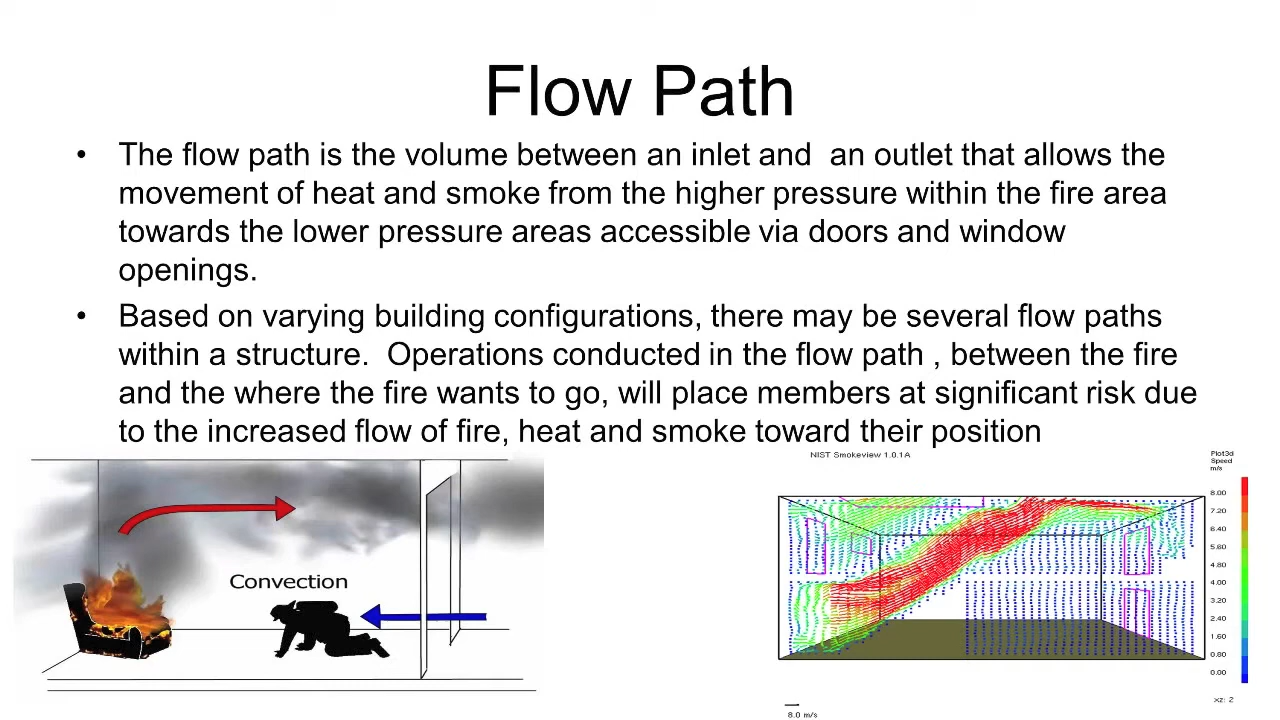 Flow Path
• The flow path is the volume between an inlet and  an outlet that allows the
movement of heat and smoke from the higher pressure within the fire area
towards the lower pressure areas accessible via doors and window
openings.
• Based on varying building configurations, there may be several flow paths
within a structure.  Operations conducted in the flow path , between the fire
and the where the fire wants to go, will place members at significant risk due
to the increased flow of fire, heat and smoke toward their position
Convection
NIST Smokeview 1.0.1A
Plot3d
Speed
m/s
8.00
7.20
6.40
5.60
4.80
4.00
3.20
2.40
1.60
0.80
0.00
xz: 2
8.0 m/s